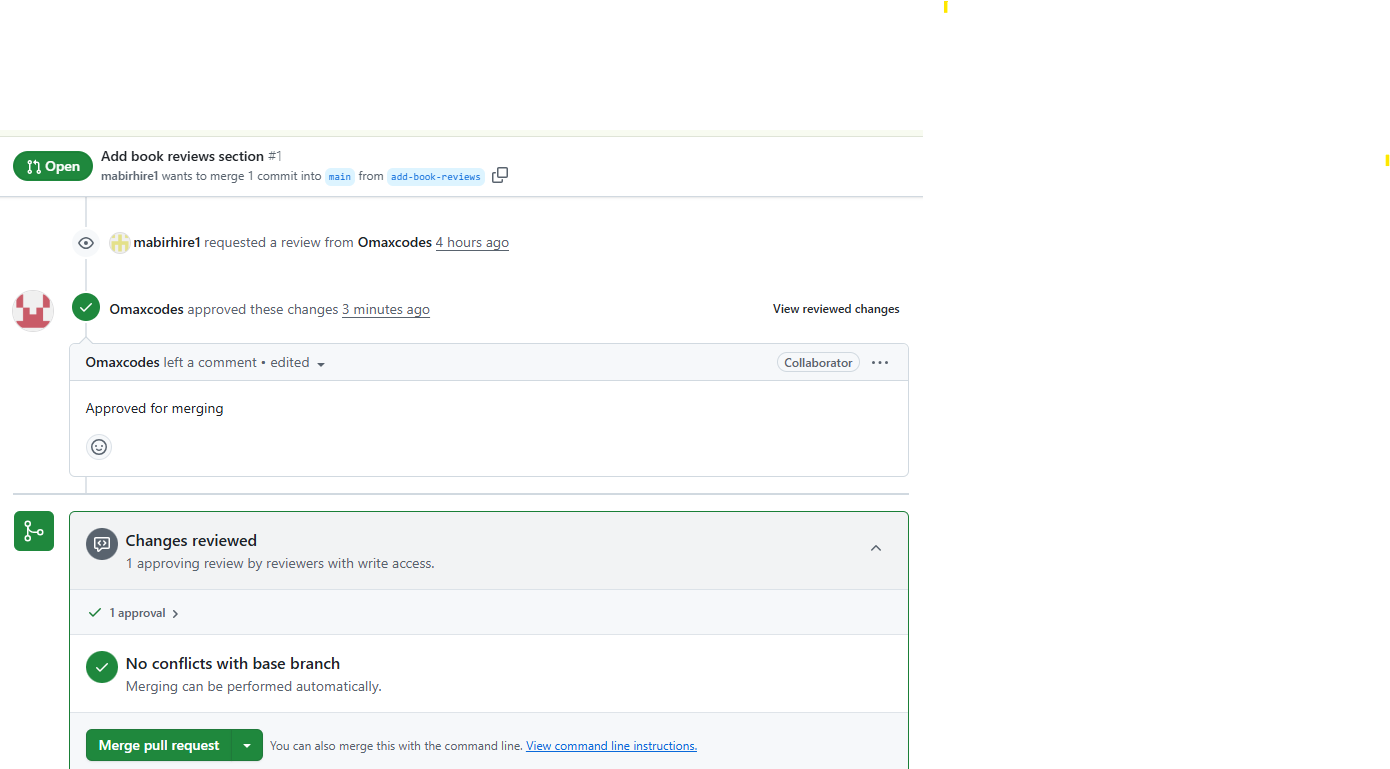 Open
Add book reviews section #1
mabirhire1 wants to merge 1 commit into main from add-book-reviews
mabirhire1 requested a review from Omaxcodes 4 hours ago
Omaxcodes approved these changes 3 minutes ago
View reviewed changes
Omaxcodes left a comment • edited
Collaborator
Approved for merging
Changes reviewed
1 approving review by reviewers with write access.
1 approval
No conflicts with base branch
Merging can be performed automatically.
Merge pull request
You can also merge this with the command line. View command line instructions.